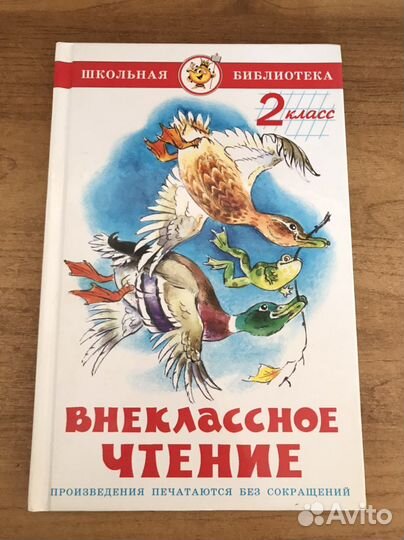 ШКОЛЬНАЯ БИБЛИОТЕКА
2 класс
ВНЕКЛАССНОЕ
ЧТЕНИЕ
ПРОИЗВЕДЕНИЯ ПЕЧАТАЮТСЯ БЕЗ СОКРАЩЕНИЙ
Avito